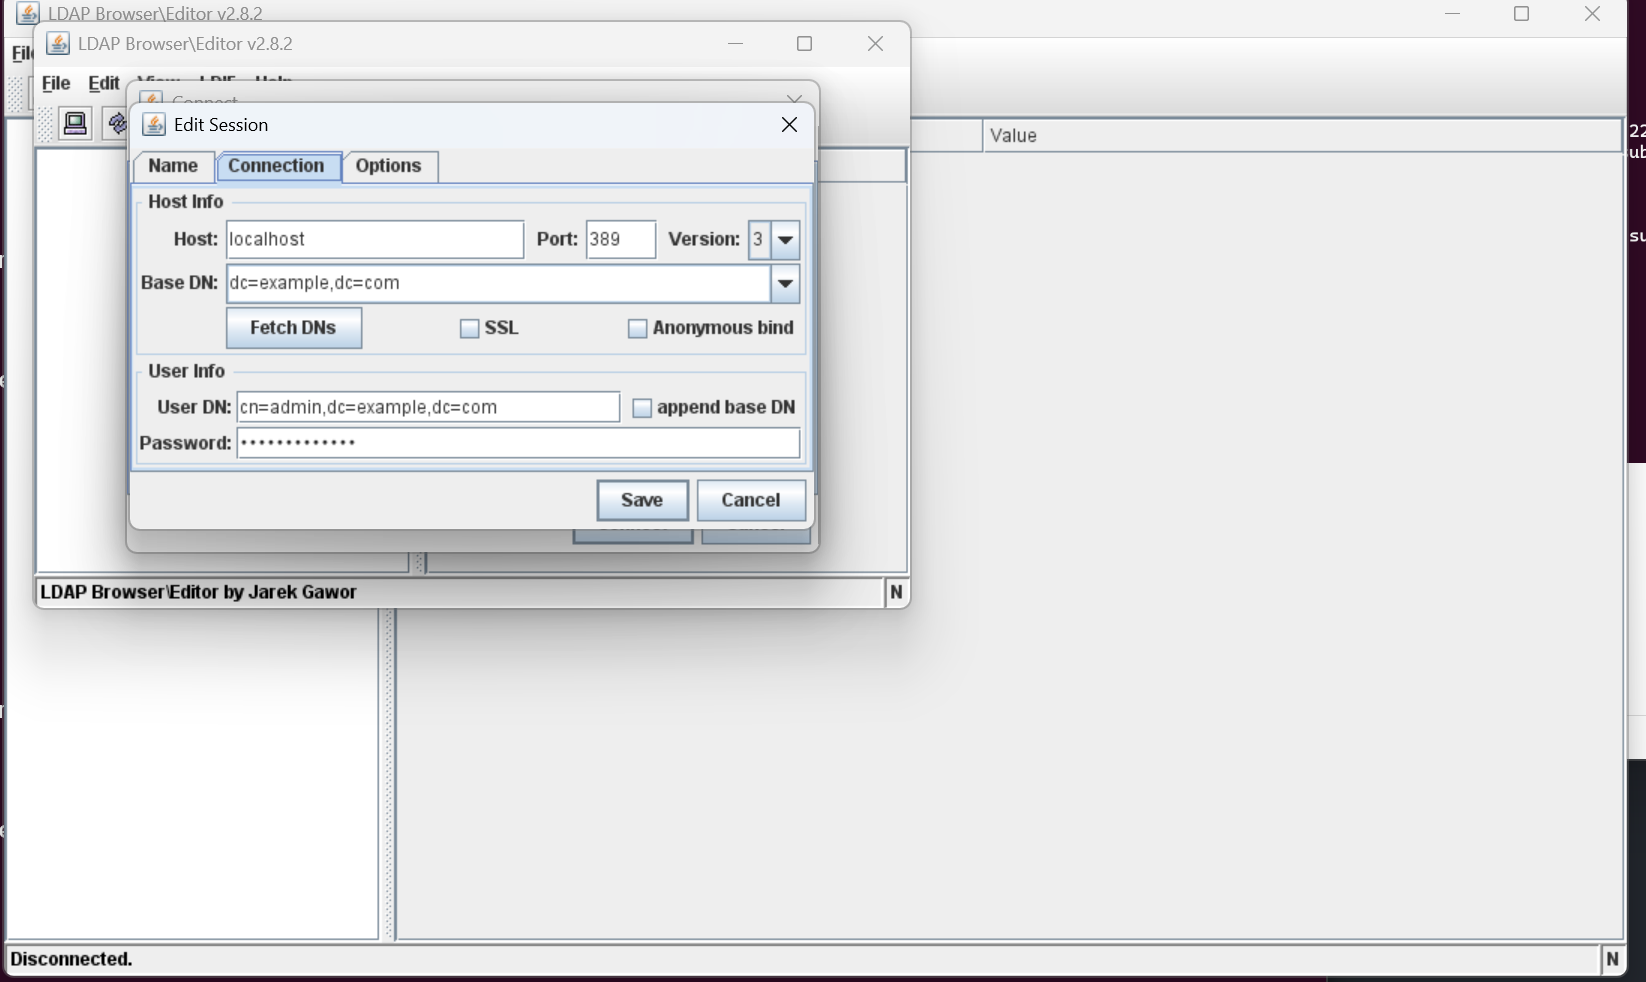 LDAP Browser\Editor v2.8.2
LDAP Browser\Editor v2.8.2
File Edit View LDIF Help
Connect
Edit Session
Name Connection Options
Host Info
Host: localhost Port: 389 Version: 3
Base DN: dc=example,dc=com
Fetch DNs SSL Anonymous bind
User Info
User DN: cn=admin,dc=example,dc=com append base DN
Password: •••••••••••••
Save Cancel
LDAP Browser\Editor by Jarek Gawor N
Value
Disconnected. N